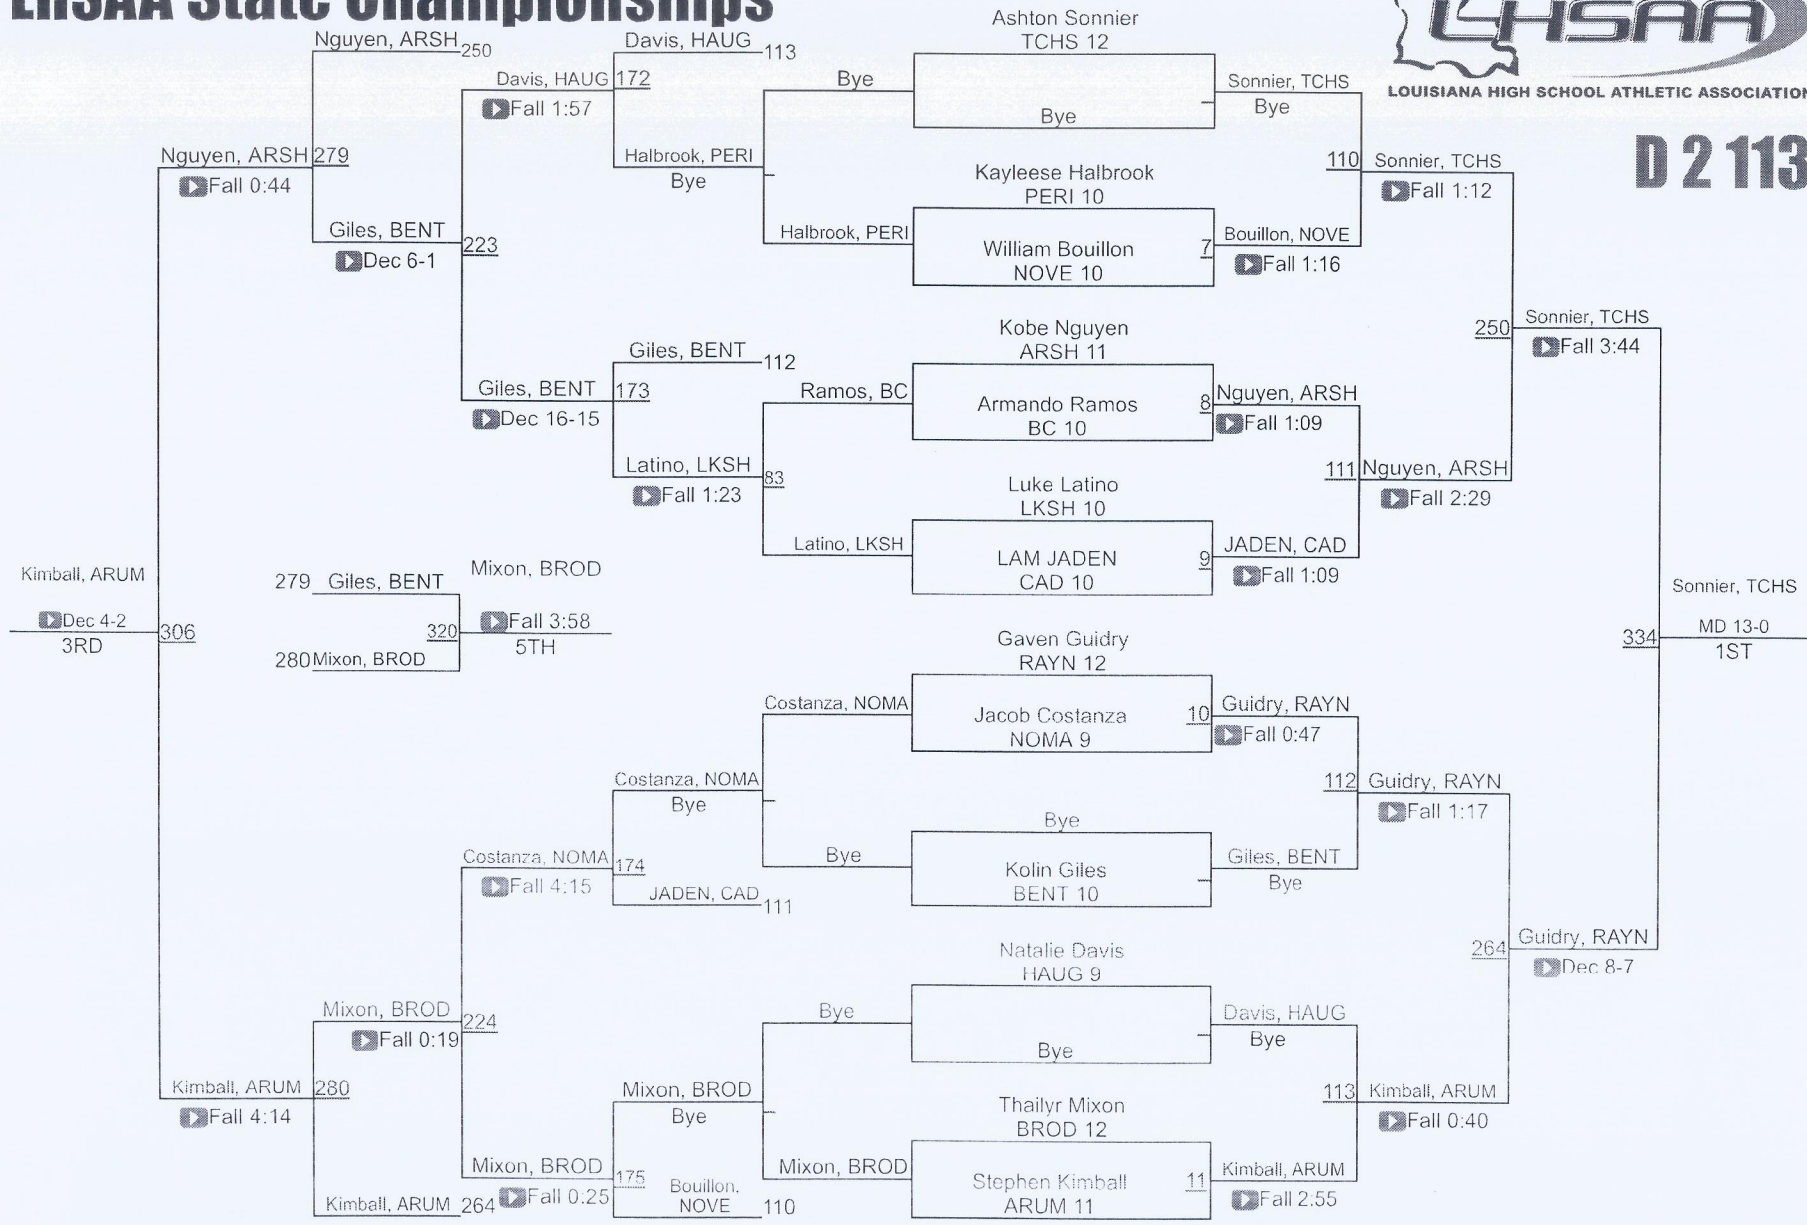 LHSAA State Championships
LHSAA
LOUISIANA HIGH SCHOOL ATHLETIC ASSOCIATION
D 2 113
Nguyen, ARSH
250
Nguyen, ARSH
279
Fall 0:44
Giles, BENT
Dec 6-1
223
Davis, HAUG
113
Davis, HAUG
172
Fall 1:57
Halbrook, PERI
Bye
Bye
Halbrook, PERI
Giles, BENT
112
Giles, BENT
173
Dec 16-15
Latino, LKSH
83
Fall 1:23
Ramos, BC
Latino, LKSH
Kimball, ARUM
Dec 4-2
306
3RD
279 Giles, BENT
280 Mixon, BROD
320
Mixon, BROD
Fall 3:58
5TH
Costanza, NOMA
Costanza, NOMA
Bye
Bye
Costanza, NOMA
174
Fall 4:15
JADEN, CAD
111
Mixon, BROD
224
Fall 0:19
Kimball, ARUM
280
Fall 4:14
Kimball, ARUM
264
Mixon, BROD
175
Fall 0:25
Mixon, BROD
Bye
Bouillon,
NOVE
110
Bye
Mixon, BROD
Ashton Sonnier
TCHS 12
Bye
Kayleese Halbrook
PERI 10
William Bouillon
7
NOVE 10
Kobe Nguyen
ARSH 11
Armando Ramos
8
BC 10
Luke Latino
LKSH 10
LAM JADEN
9
CAD 10
Gaven Guidry
RAYN 12
Jacob Costanza
10
NOMA 9
Bye
Kolin Giles
BENT 10
Natalie Davis
HAUG 9
Bye
Thailyr Mixon
BROD 12
Stephen Kimball
11
ARUM 11
Sonnier, TCHS
Bye
110
Sonnier, TCHS
Fall 1:12
Bouillon, NOVE
Fall 1:16
250
Sonnier, TCHS
Fall 3:44
Nguyen, ARSH
Fall 1:09
111
Nguyen, ARSH
Fall 2:29
JADEN, CAD
Fall 1:09
Sonnier, TCHS
334
MD 13-0
1ST
Guidry, RAYN
Fall 0:47
112
Guidry, RAYN
Fall 1:17
Giles, BENT
Bye
264
Guidry, RAYN
Dec 8-7
Davis, HAUG
Bye
113
Kimball, ARUM
Fall 0:40
Kimball, ARUM
Fall 2:55